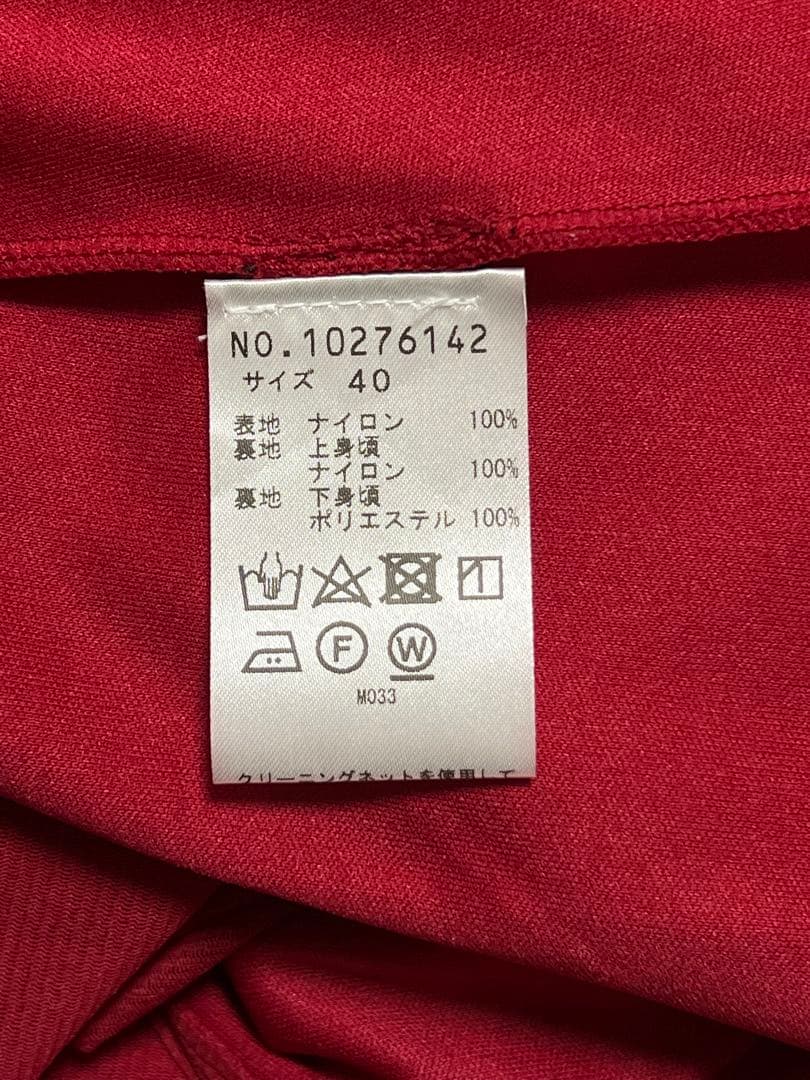 NO.10276142
サイズ 40
表地 ナイロン 100%
裏地 上身頃
ナイロン 100%
裏地 下身頃
ポリエステル 100%
F W
M033
クリーニングネットを使用して